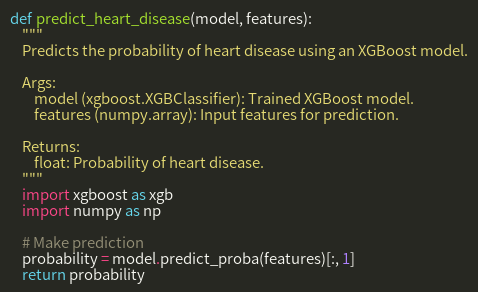 def predict_heart_disease(model, features):
"""
Predicts the probability of heart disease using an XGBoost model.
Args:
model (xgboost.XGBClassifier): Trained XGBoost model.
features (numpy.array): Input features for prediction.
Returns:
float: Probability of heart disease.
"""
import xgboost as xgb
import numpy as np
# Make prediction
probability = model.predict_proba(features)[:, 1]
return probability